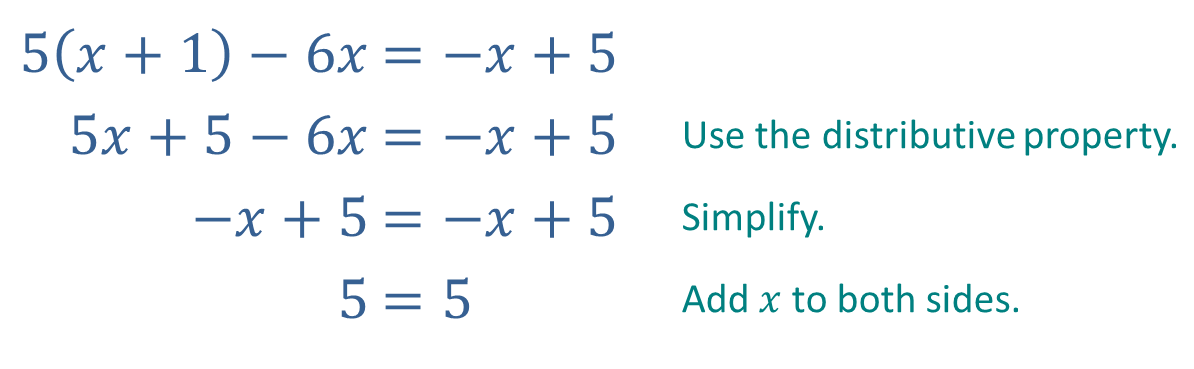 5(x + 1) − 6x = −x + 5
5x + 5 − 6x = −x + 5 Use the distributive property.
−x + 5 = −x + 5 Simplify.
5 = 5 Add x to both sides.